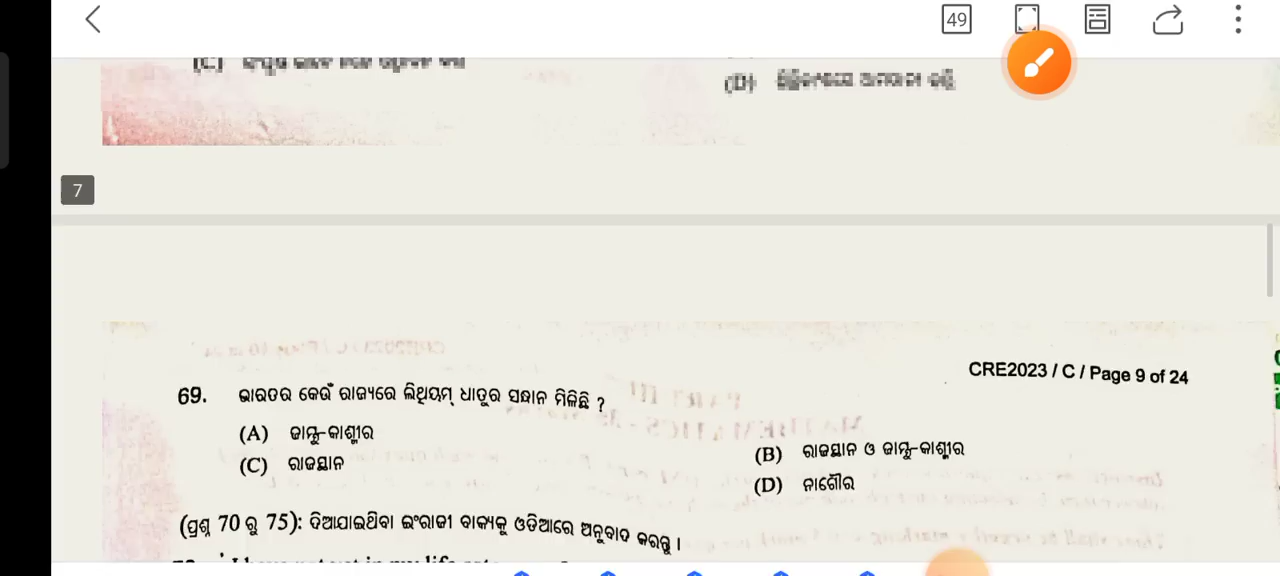 49
(C)
(D)
7
CRE2023 / C / Page 9 of 24
69. ଭାରତର କେଉଁ ରାଜ୍ୟରେ ଲିଥିୟମ୍ ଧାତୁର ସନ୍ଧାନ ମିଳିଛି ?
(A) ଜାମ୍ମୁ-କାଶ୍ମୀର
(B) ରାଜସ୍ଥାନ ଓ ଜାମ୍ମୁ-କାଶ୍ମୀର
(C) ରାଜସ୍ଥାନ
(D) ନାଗୌର
(ପ୍ରଶ୍ନ 70 ରୁ 75): ଦିଆଯାଇଥିବା ଇଂରାଜୀ ବାକ୍ୟକୁ ଓଡିଆରେ ଅନୁବାଦ କରନ୍ତୁ ।